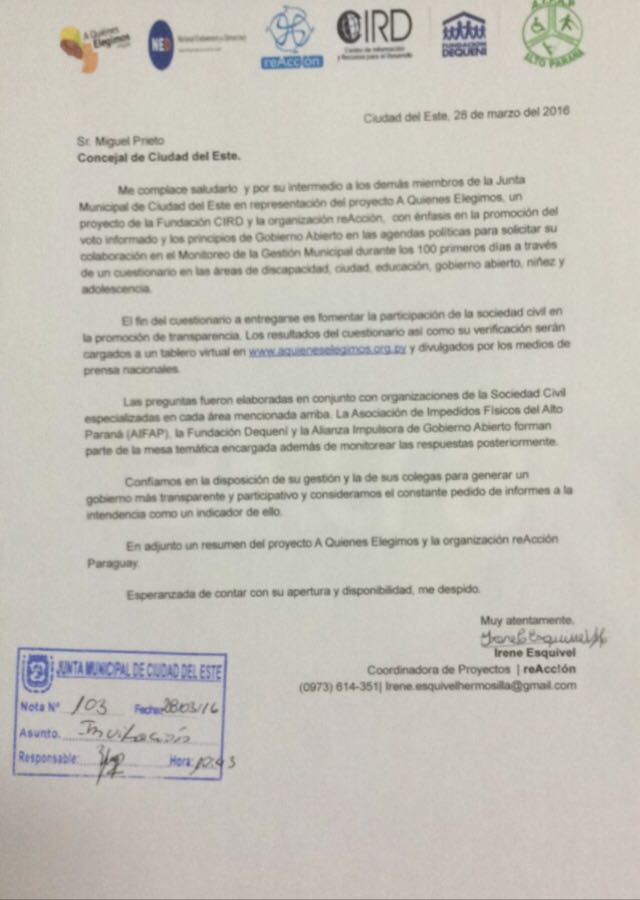 A Quienes
Elegimos
NED
National Endowment for Democracy
reAcción
CIRD
Centro de Información
y Recursos para el Desarrollo
FUNDACIÓN
DEQUENÍ
ALTO PARANÁ
Ciudad del Este, 28 de marzo del 2016
Sr. Miguel Prieto
Concejal de Ciudad del Este.
Me complace saludarlo y por su intermedio a los demás miembros de la Junta
Municipal de Ciudad del Este en representación del proyecto A Quienes Elegimos, un
proyecto de la Fundación CIRD y la organización reAcción, con énfasis en la promoción del
voto informado y los principios de Gobierno Abierto en las agendas políticas para solicitar su
colaboración en el Monitoreo de la Gestión Municipal durante los 100 primeros días a través
de un cuestionario en las áreas de discapacidad, ciudad, educación, gobierno abierto, niñez y
adolescencia.
El fin del cuestionario a entregarse es fomentar la participación de la sociedad civil en
la promoción de transparencia. Los resultados del cuestionario así como su verificación serán
cargados a un tablero virtual en www.aquieneselegimos.org.py y divulgados por los medios de
prensa nacionales.
Las preguntas fueron elaboradas en conjunto con organizaciones de la Sociedad Civil
especializadas en cada área mencionada arriba. La Asociación de Impedidos Físicos del Alto
Paraná (AIFAP), la Fundación Dequení y la Alianza Impulsora de Gobierno Abierto forman
parte de la mesa temática encargada además de monitorear las respuestas posteriormente.
Confiamos en la disposición de su gestión y la de sus colegas para generar un
gobierno más transparente y participativo y consideramos el constante pedido de informes a la
intendencia como un indicador de ello.
En adjunto un resumen del proyecto A Quienes Elegimos y la organización reAcción
Paraguay.
Esperanzada de contar con su apertura y disponibilidad, me despido.
Muy atentamente.
Irene Esquivel
Coordinadora de Proyectos | reAcción
(0973) 614-351| Irene.esquivelhermosilla@gmail.com
JUNTA MUNICIPAL DE CIUDAD DEL ESTE
Nota Nº 103 Fecha: 28/03/16
Asunto. Invitación
Responsable: Hora: 12:43